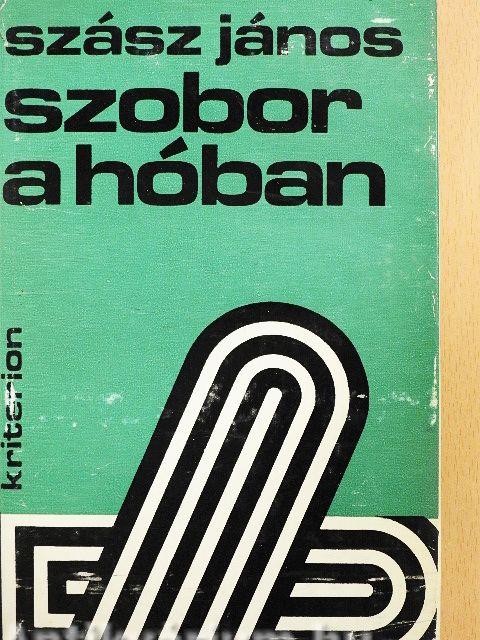 szász jános
szobor
a hóban
kriterion